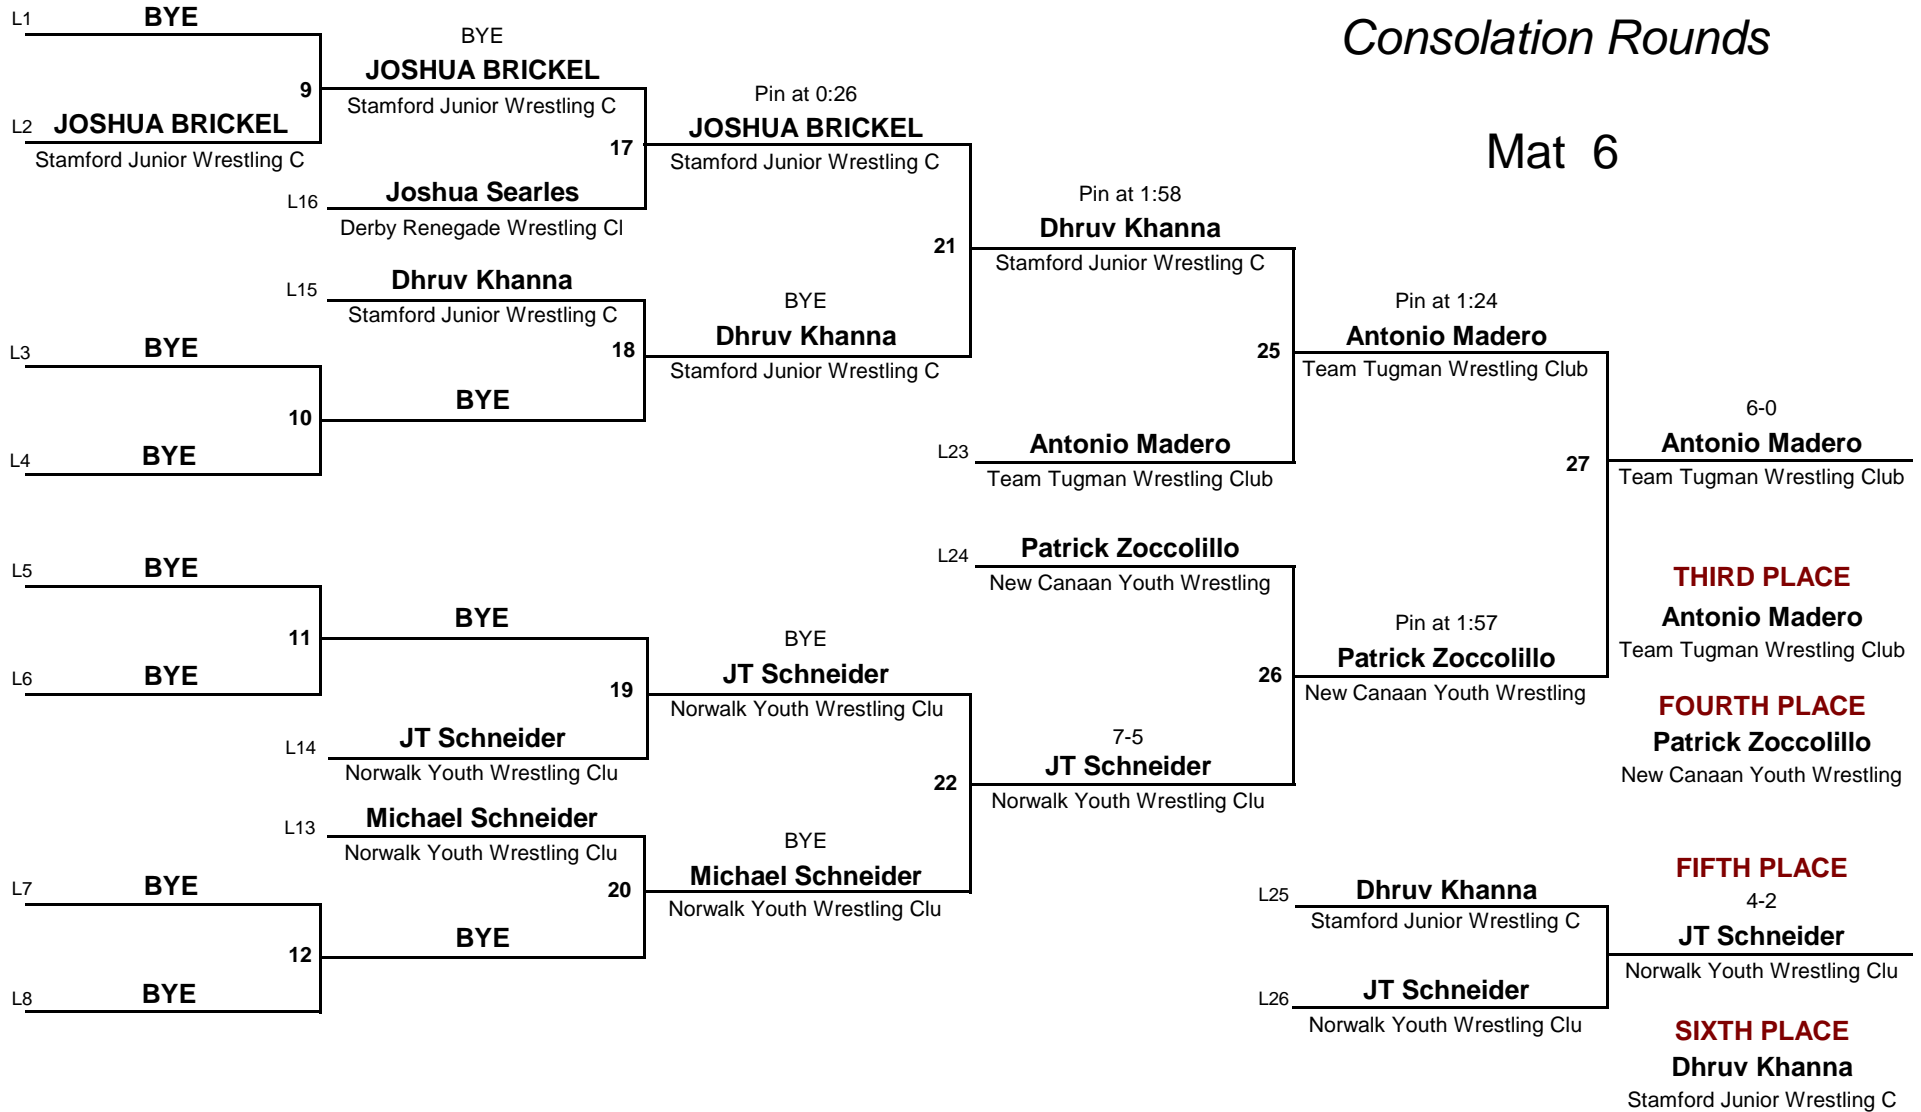 Consolation Rounds
Mat 6
L1 BYE
9
L2 JOSHUA BRICKEL
Stamford Junior Wrestling C
L3 BYE
10
L4 BYE
L5 BYE
11
L6 BYE
L7 BYE
12
L8 BYE
BYE
JOSHUA BRICKEL
Stamford Junior Wrestling C
17
L16 Joshua Searles
Derby Renegade Wrestling Cl
L15 Dhruv Khanna
Stamford Junior Wrestling C
18
BYE
BYE
19
L14 JT Schneider
Norwalk Youth Wrestling Clu
L13 Michael Schneider
Norwalk Youth Wrestling Clu
20
BYE
Pin at 0:26
JOSHUA BRICKEL
Stamford Junior Wrestling C
21
BYE
Dhruv Khanna
Stamford Junior Wrestling C
BYE
JT Schneider
Norwalk Youth Wrestling Clu
22
BYE
Michael Schneider
Norwalk Youth Wrestling Clu
Pin at 1:58
Dhruv Khanna
Stamford Junior Wrestling C
25
L23 Antonio Madero
Team Tugman Wrestling Club
L24 Patrick Zoccolillo
New Canaan Youth Wrestling
26
7-5
JT Schneider
Norwalk Youth Wrestling Clu
Pin at 1:24
Antonio Madero
Team Tugman Wrestling Club
27
Pin at 1:57
Patrick Zoccolillo
New Canaan Youth Wrestling
6-0
Antonio Madero
Team Tugman Wrestling Club
THIRD PLACE
Antonio Madero
Team Tugman Wrestling Club
FOURTH PLACE
Patrick Zoccolillo
New Canaan Youth Wrestling
L25 Dhruv Khanna
Stamford Junior Wrestling C
L26 JT Schneider
Norwalk Youth Wrestling Clu
FIFTH PLACE
4-2
JT Schneider
Norwalk Youth Wrestling Clu
SIXTH PLACE
Dhruv Khanna
Stamford Junior Wrestling C